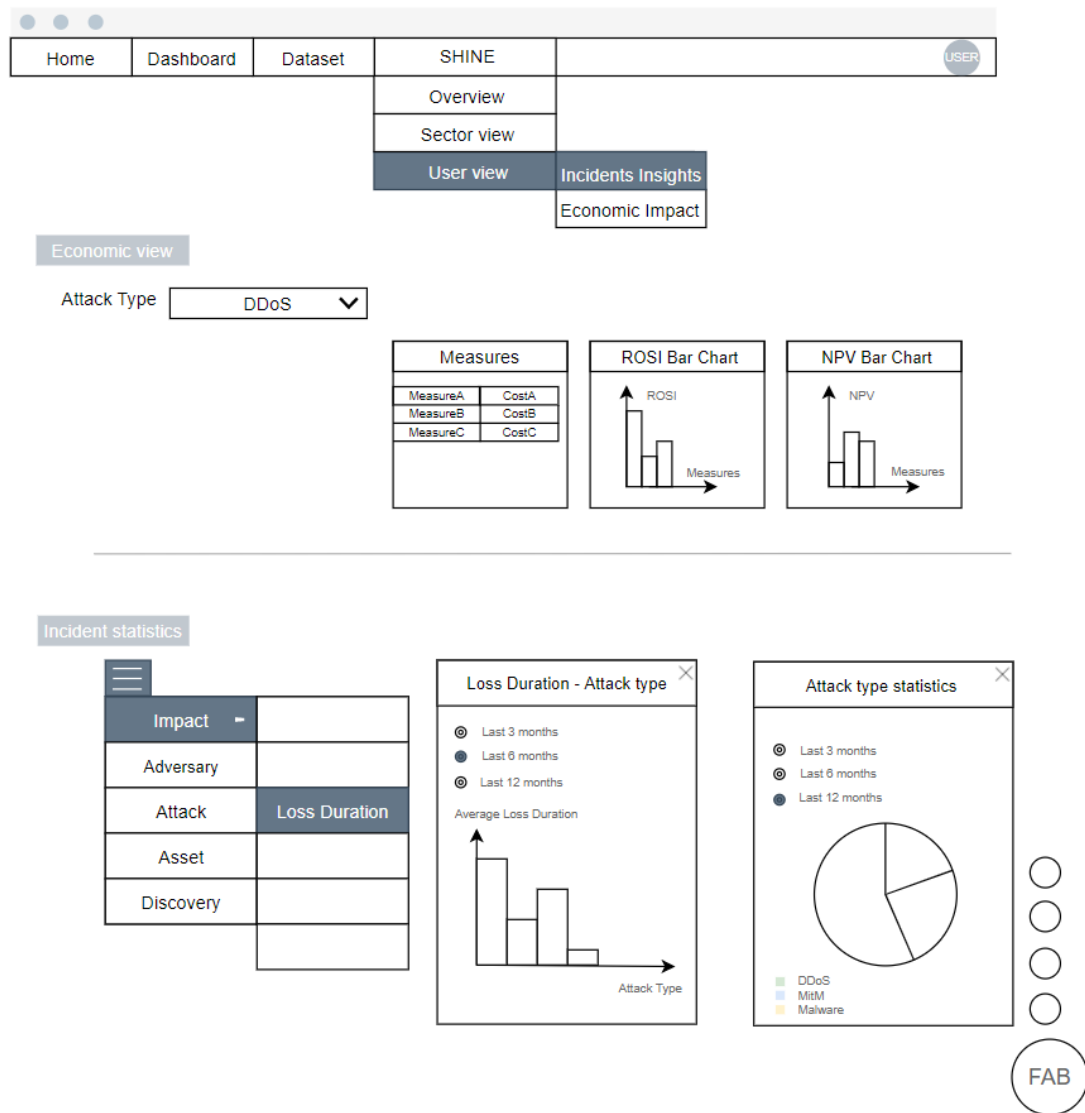 Home
Dashboard
Dataset
SHINE
USER
Overview
Sector view
User view
Incidents Insights
Economic Impact
Economic view
Attack Type
DDoS
Measures
MeasureA CostA
MeasureB CostB
MeasureC CostC
ROSI Bar Chart
ROSI
Measures
NPV Bar Chart
NPV
Measures
Incident statistics
Impact
Adversary
Attack
Asset
Discovery
Loss Duration
Loss Duration - Attack type
Last 3 months
Last 6 months
Last 12 months
Average Loss Duration
Attack Type
Attack type statistics
Last 3 months
Last 6 months
Last 12 months
DDoS
MitM
Malware
FAB